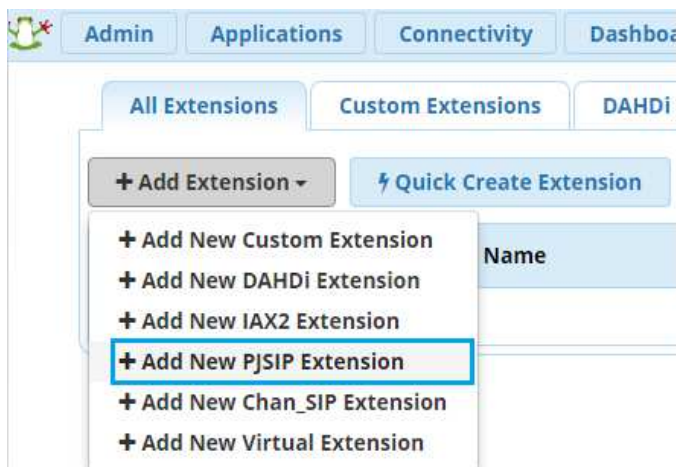 Admin Applications Connectivity
All Extensions Custom Extensions DAHDi
+ Add Extension Quick Create Extension
+ Add New Custom Extension
Name
+ Add New DAHDi Extension
+ Add New IAX2 Extension
+ Add New PJSIP Extension
+ Add New Chan_SIP Extension
+ Add New Virtual Extension